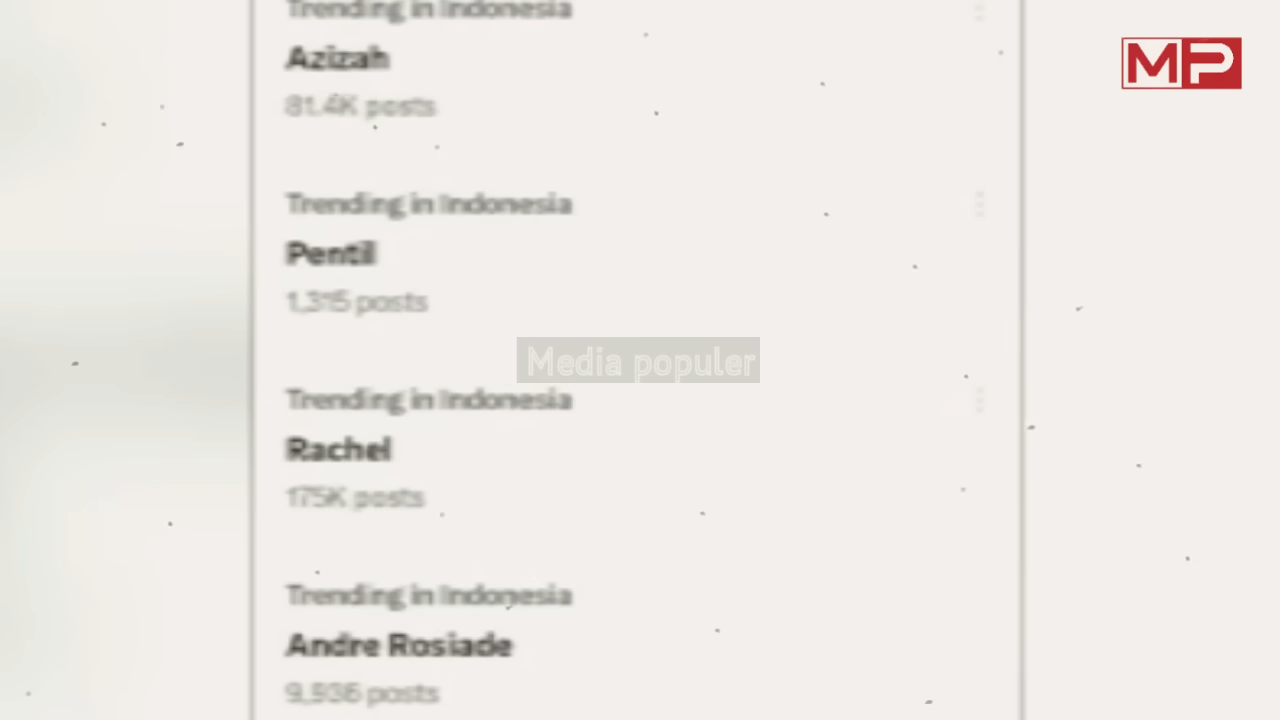 Trending in Indonesia
Azizah
81.4K posts
MP
Trending in Indonesia
Pentil
1,315 posts
Media populer
Trending in Indonesia
Rachel
175K posts
Trending in Indonesia
Andre Rosiade
9,936 posts